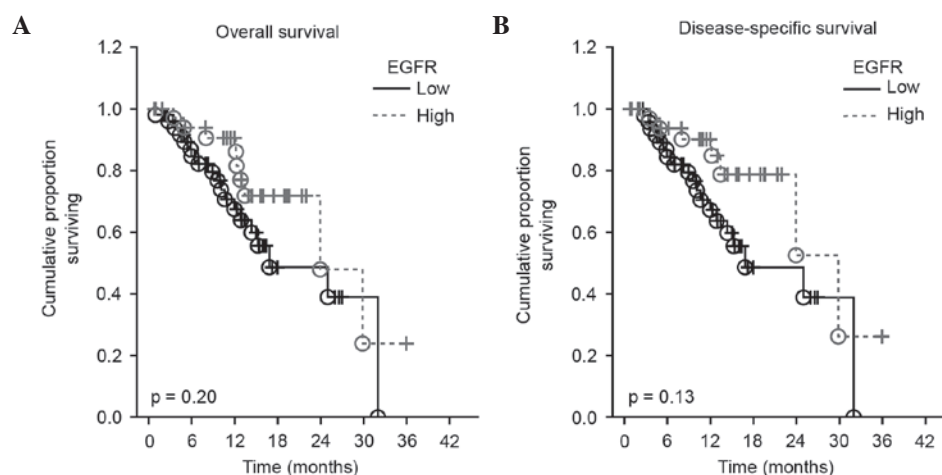 A
Overall survival
EGFR
Low
High
1.2
1.0
0.8
0.6
0.4
0.2
0.0
Cumulative proportion
surviving
p = 0.20
0 6 12 18 24 30 36 42
Time (months)
B
Disease-specific survival
EGFR
Low
High
1.2
1.0
0.8
0.6
0.4
0.2
0.0
Cumulative proportion
surviving
p = 0.13
0 6 12 18 24 30 36 42
Time (months)